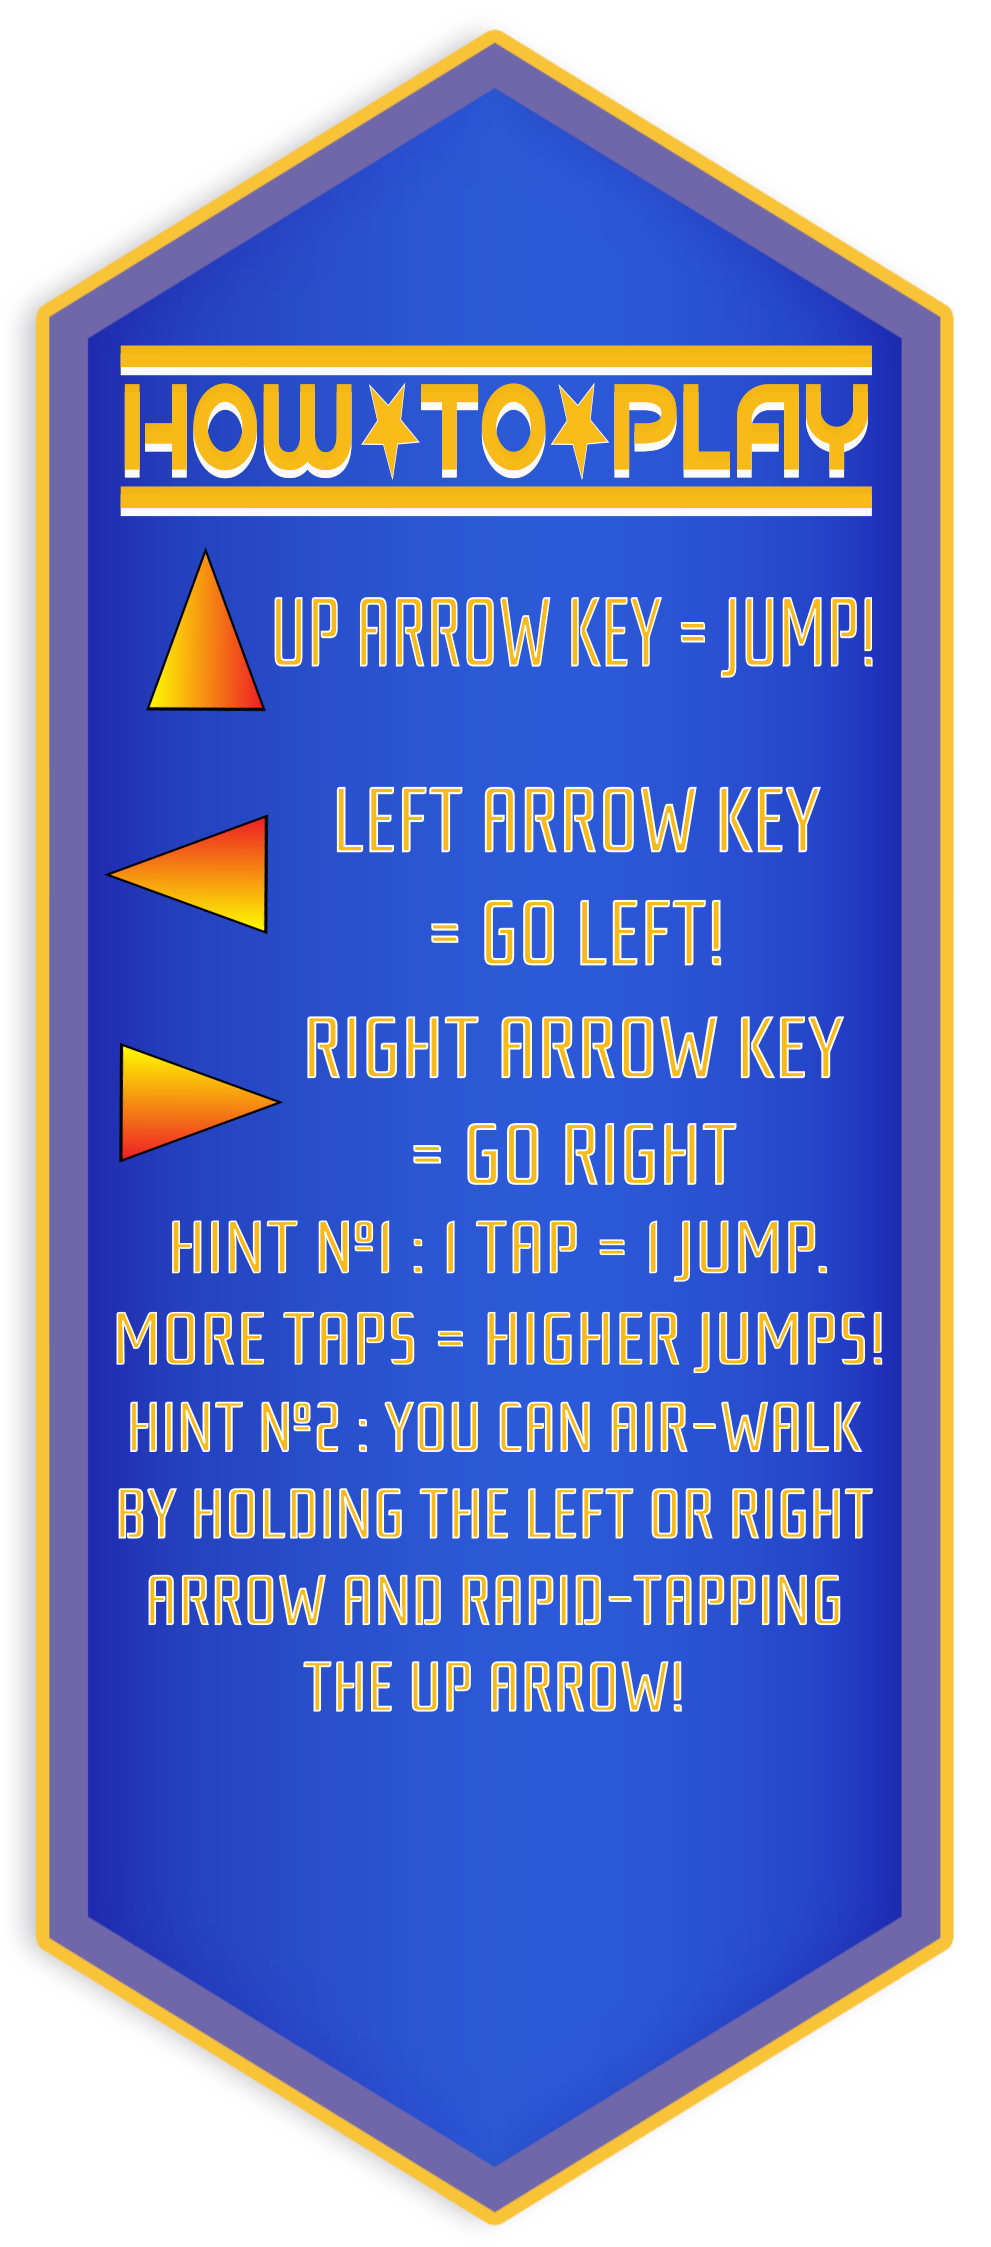 HOW★TO★PLAY
UP ARROW KEY = JUMP!
LEFT ARROW KEY
= GO LEFT!
RIGHT ARROW KEY
= GO RIGHT
HINT Nº1 : 1 TAP = 1 JUMP.
MORE TAPS = HIGHER JUMPS!
HINT Nº2 : YOU CAN AIR-WALK
BY HOLDING THE LEFT OR RIGHT
ARROW AND RAPID-TAPPING
THE UP ARROW!